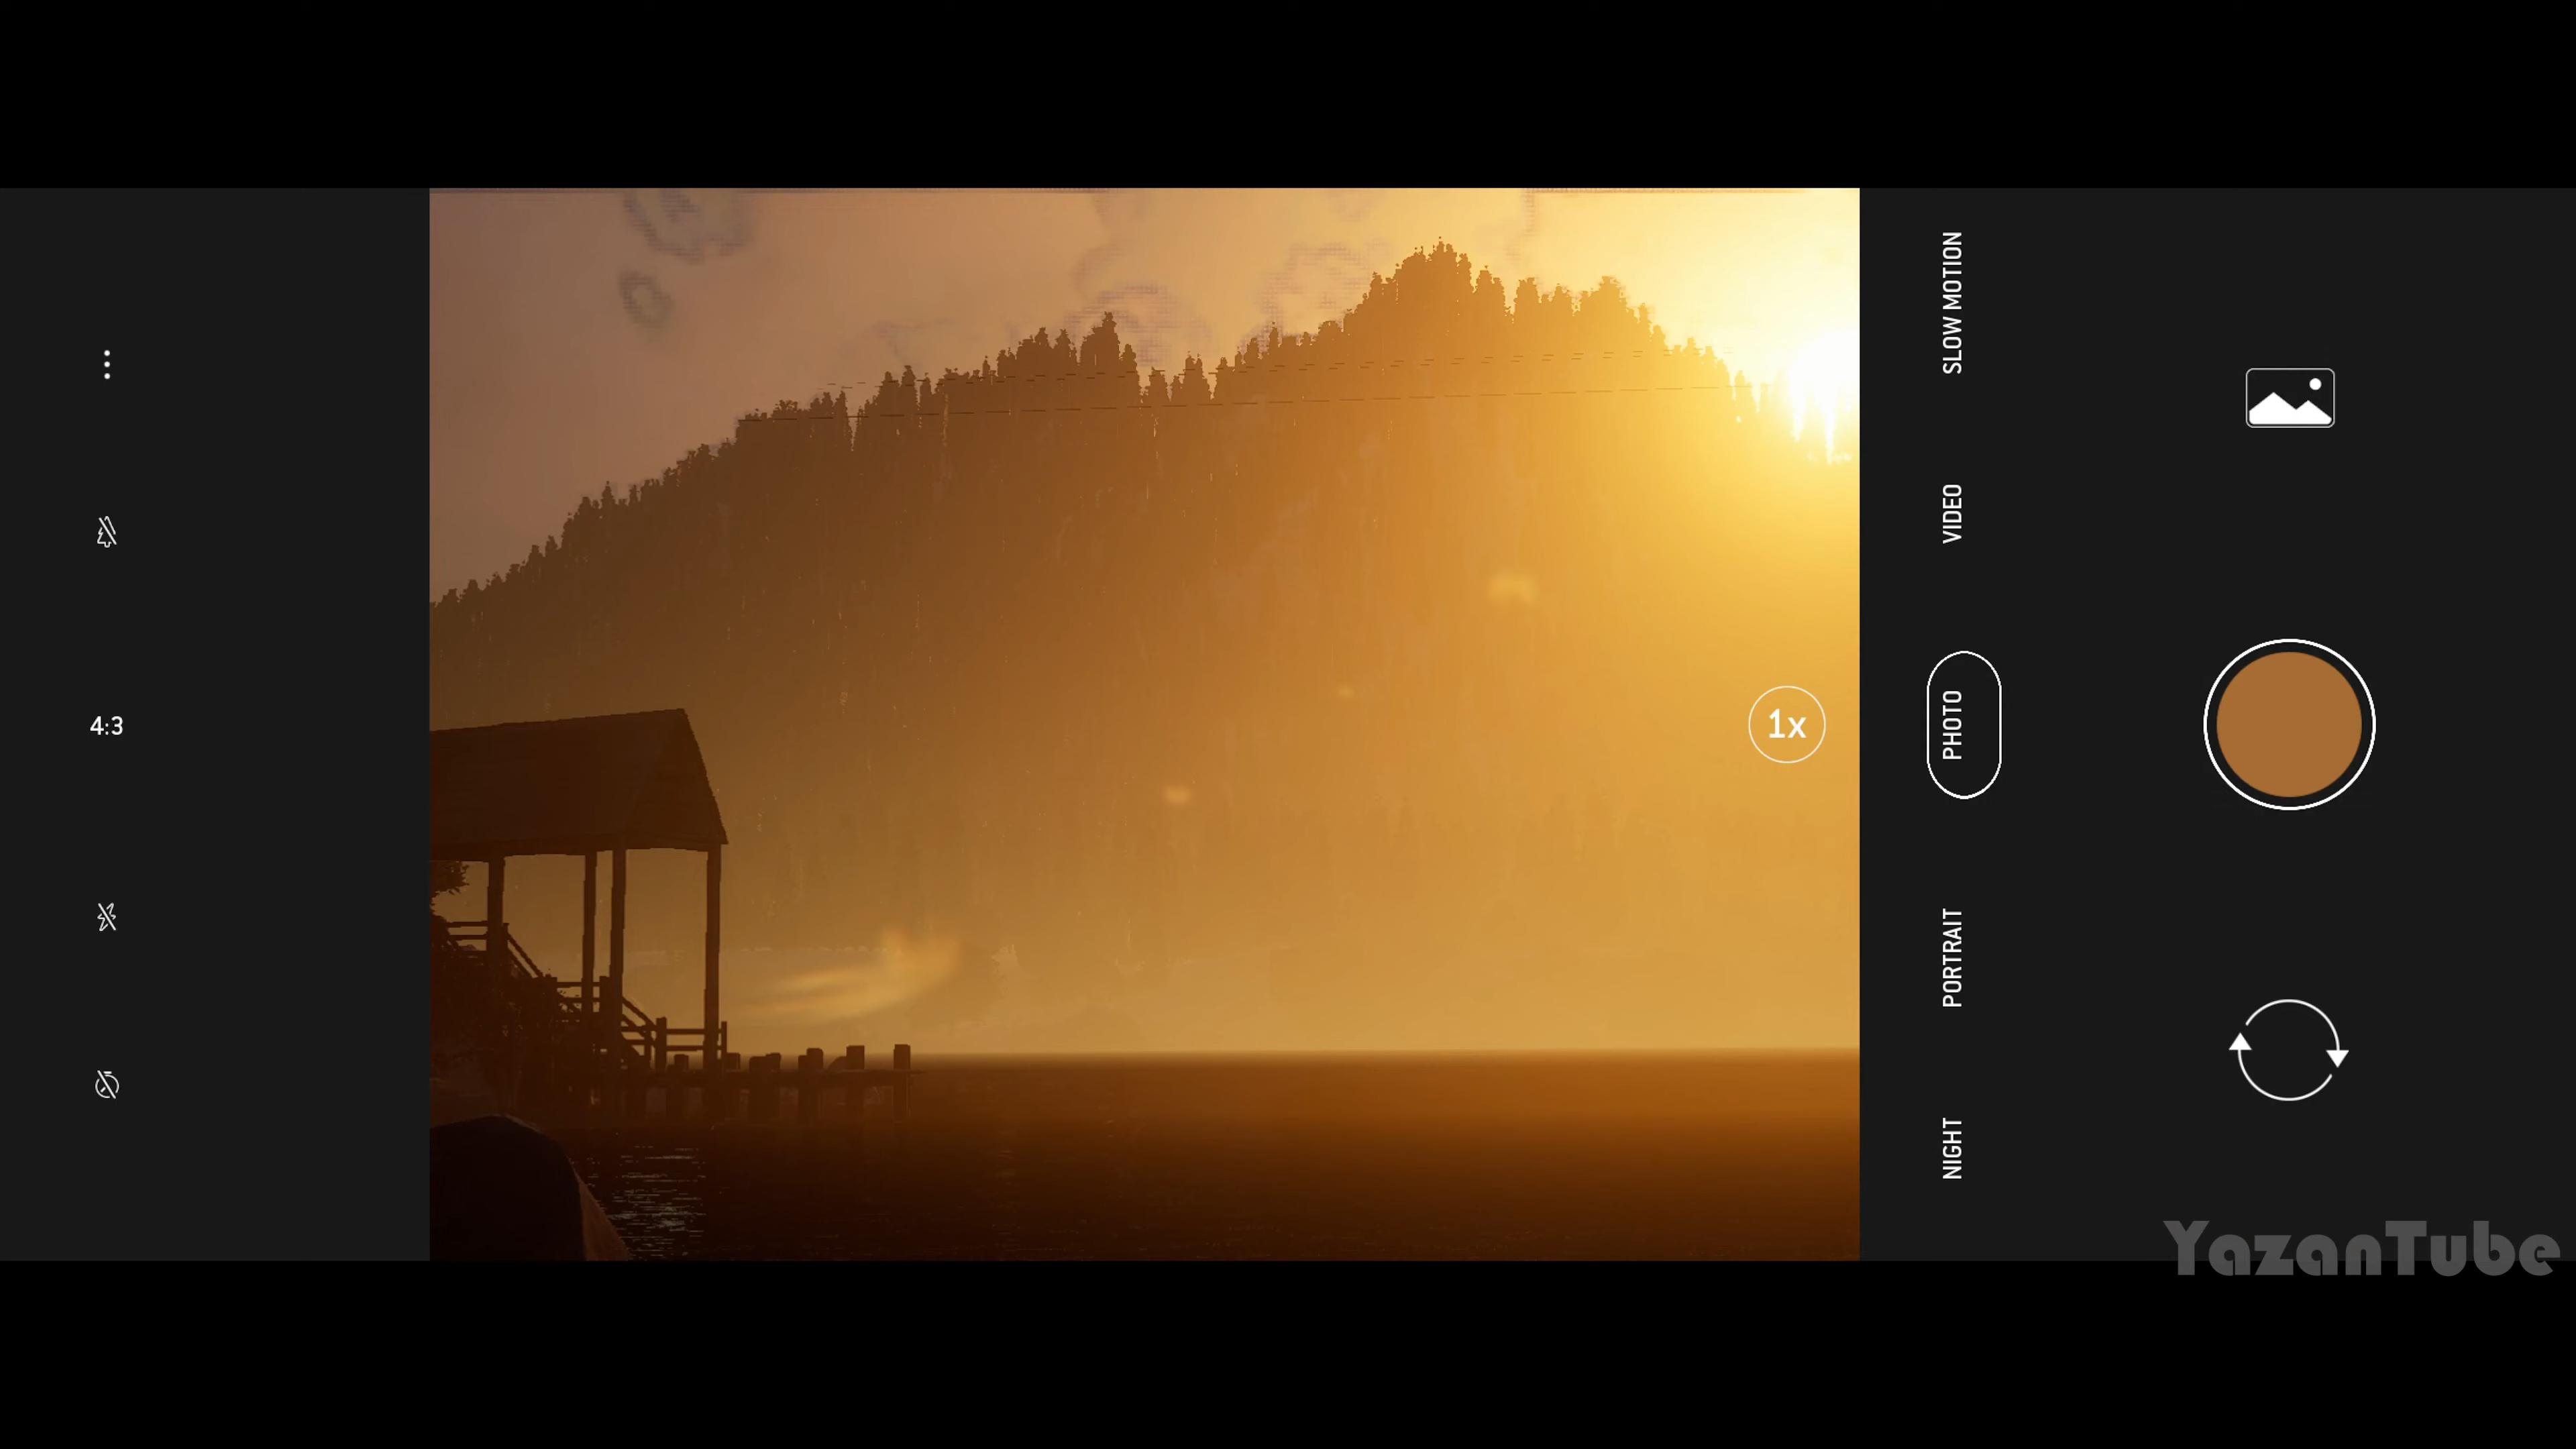 4:3
1x
SLOW MOTION
VIDEO
PHOTO
PORTRAIT
NIGHT
YazanTube